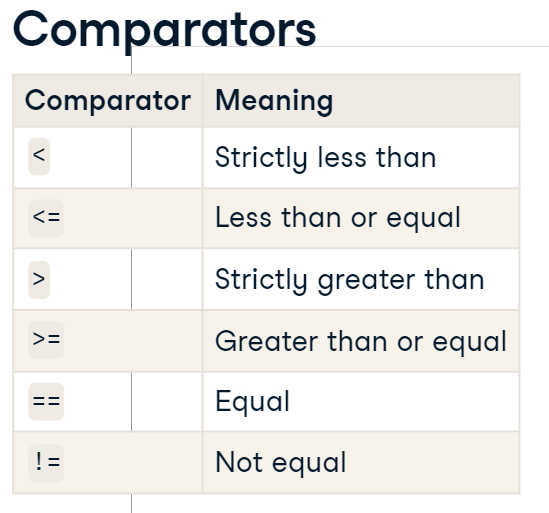 Comparators
Comparator Meaning
< Strictly less than
<= Less than or equal
> Strictly greater than
>= Greater than or equal
== Equal
!= Not equal